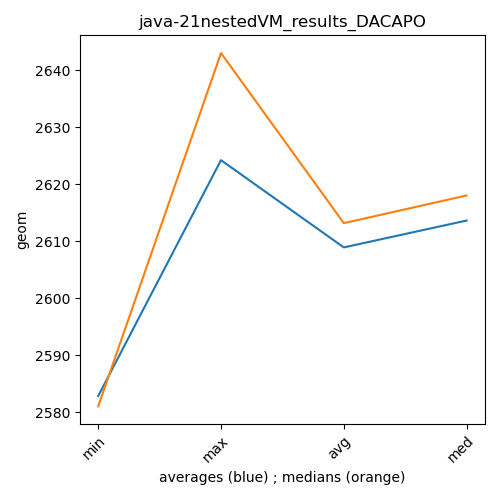 java-21nestedVM_results_DACAPO
2640
2630
2620
2610
2600
2590
2580
geom
min
max
avg
med
averages (blue) ; medians (orange)